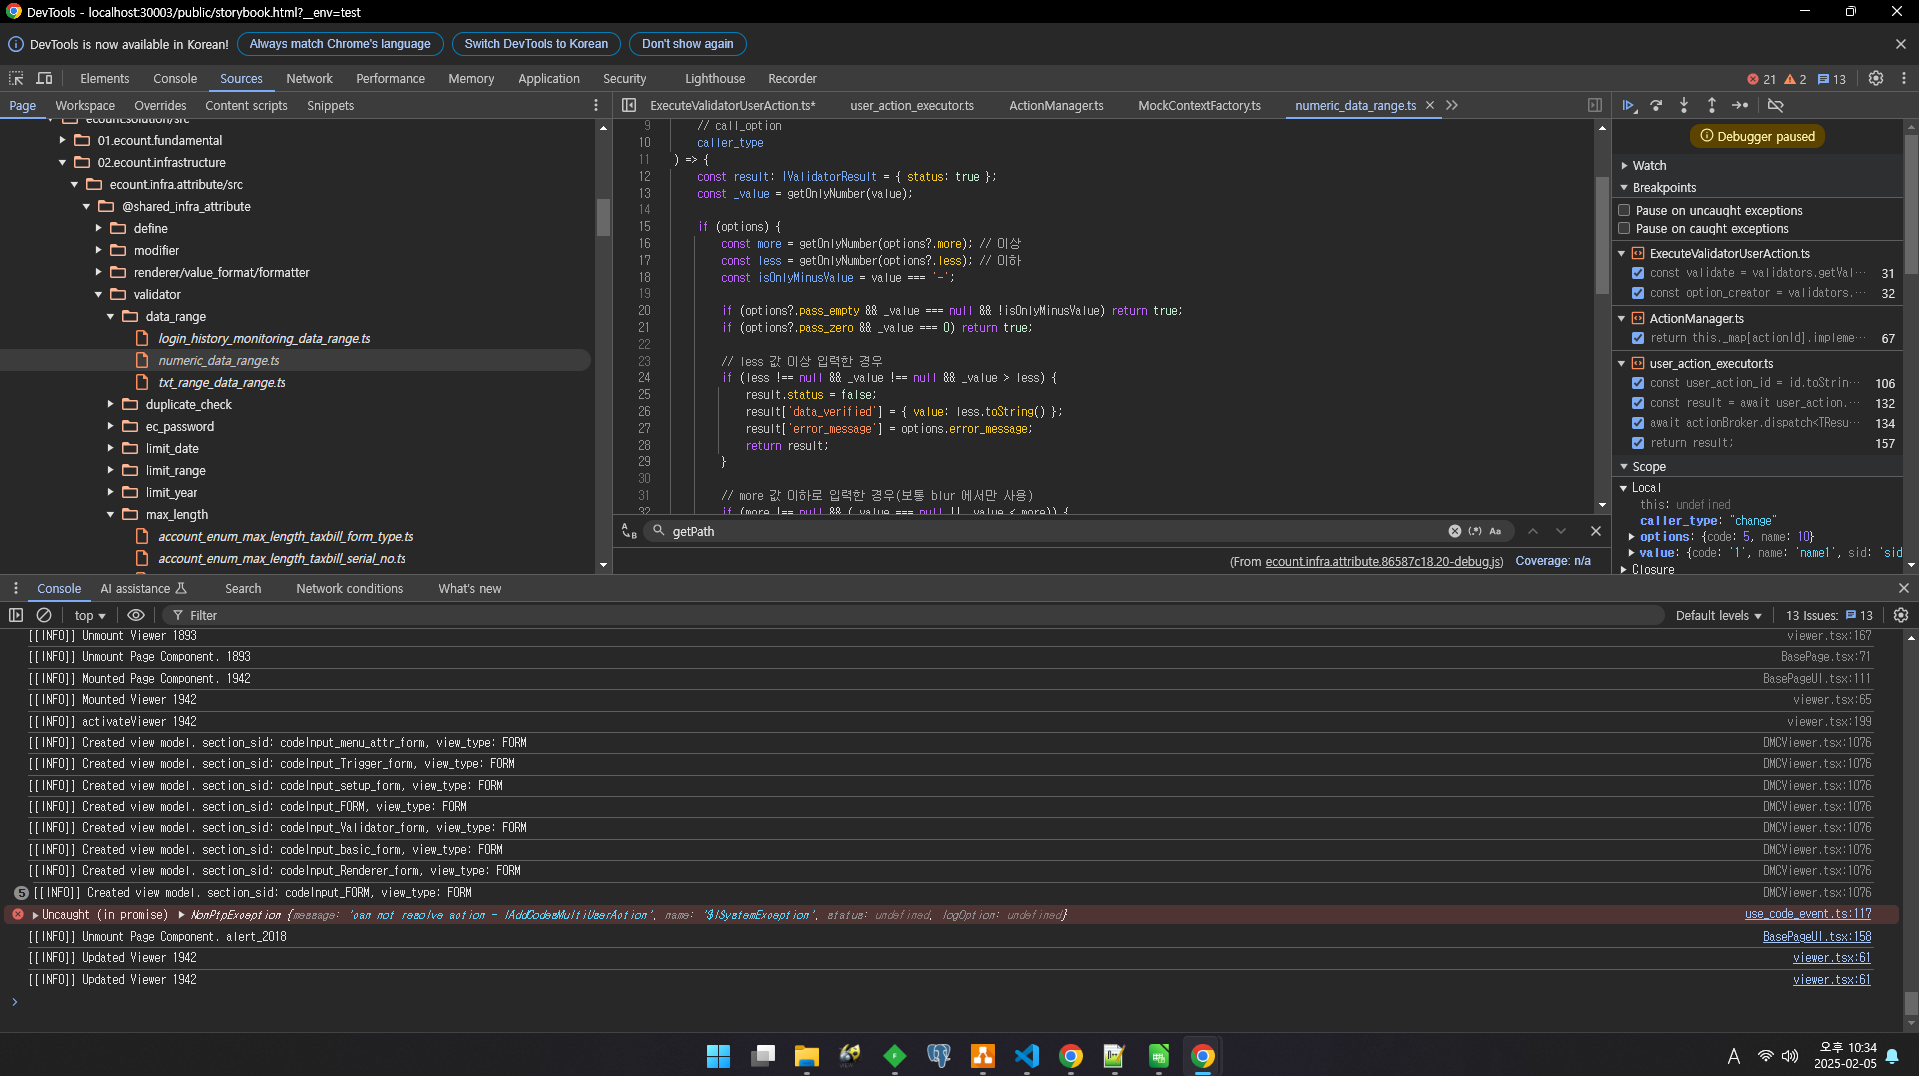 DevTools - localhost:30003/public/storybook.html?__env=test
DevTools is now available in Korean!
Always match Chrome's language
Switch DevTools to Korean
Don't show again
Elements Console Sources Network Performance Memory Application Security Lighthouse Recorder
21 2 13
Page Workspace Overrides Content scripts Snippets
ecount.solution/src
01.ecount.fundamental
02.ecount.infrastructure
ecount.infra.attribute/src
@shared_infra_attribute
define
modifier
renderer/value_format/formatter
validator
data_range
login_history_monitoring_data_range.ts
numeric_data_range.ts
txt_range_data_range.ts
duplicate_check
ec_password
limit_date
limit_range
limit_year
max_length
account_enum_max_length_taxbill_form_type.ts
account_enum_max_length_taxbill_serial_no.ts
ExecuteValidatorUserAction.ts* user_action_executor.ts ActionManager.ts MockContextFactory.ts numeric_data_range.ts
9 // call_option
10 caller_type
11 ) => {
12 const result: IValidatorResult = { status: true };
13 const _value = getOnlyNumber(value);
14
15 if (options) {
16 const more = getOnlyNumber(options?.more); // 이상
17 const less = getOnlyNumber(options?.less); // 이하
18 const isOnlyMinusValue = value === '-';
19
20 if (options?.pass_empty && _value === null && !isOnlyMinusValue) return true;
21 if (options?.pass_zero && _value === 0) return true;
22
23 // less 값 이상 입력한 경우
24 if (less !== null && _value !== null && _value > less) {
25 result.status = false;
26 result['data_verified'] = { value: less.toString() };
27 result['error_message'] = options.error_message;
28 return result;
29 }
30
31 // more 값 이하로 입력한 경우(보통 blur 에서만 사용)
32 if (more !== null && (_value === null || _value < more)) {
getPath
(From ecount.infra.attribute.86587c18.20-debug.js) Coverage: n/a
Debugger paused
Watch
Breakpoints
Pause on uncaught exceptions
Pause on caught exceptions
ExecuteValidatorUserAction.ts
const validate = validators.getVal··· 31
const option_creator = validators.··· 32
ActionManager.ts
return this._map[actionId].impleme··· 67
user_action_executor.ts
const user_action_id = id.toStrin··· 106
const result = await user_action.··· 132
await actionBroker.dispatch<TResu··· 134
return result; 157
Scope
Local
this: undefined
caller_type: "change"
options: {code: 5, name: 10}
value: {code: '1', name: 'name1', sid: 'sid
Closure
Console AI assistance Search Network conditions What's new
top Filter Default levels 13 Issues: 13
[[INFO]] Unmount Viewer 1893 viewer.tsx:167
[[INFO]] Unmount Page Component. 1893 BasePage.tsx:71
[[INFO]] Mounted Page Component. 1942 BasePageUI.tsx:111
[[INFO]] Mounted Viewer 1942 viewer.tsx:65
[[INFO]] activateViewer 1942 viewer.tsx:199
[[INFO]] Created view model. section_sid: codeInput_menu_attr_form, view_type: FORM DMCViewer.tsx:1076
[[INFO]] Created view model. section_sid: codeInput_Trigger_form, view_type: FORM DMCViewer.tsx:1076
[[INFO]] Created view model. section_sid: codeInput_setup_form, view_type: FORM DMCViewer.tsx:1076
[[INFO]] Created view model. section_sid: codeInput_FORM, view_type: FORM DMCViewer.tsx:1076
[[INFO]] Created view model. section_sid: codeInput_Validator_form, view_type: FORM DMCViewer.tsx:1076
[[INFO]] Created view model. section_sid: codeInput_basic_form, view_type: FORM DMCViewer.tsx:1076
[[INFO]] Created view model. section_sid: codeInput_Renderer_form, view_type: FORM DMCViewer.tsx:1076
5 [[INFO]] Created view model. section_sid: codeInput_FORM, view_type: FORM DMCViewer.tsx:1076
Uncaught (in promise) NonPtpException {message: 'can not resolve action - IAddCodesMultiUserAction', name: '$ISystemException', status: undefined, logOption: undefined} use_code_event.ts:117
[[INFO]] Unmount Page Component. alert_2018 BasePageUI.tsx:158
[[INFO]] Updated Viewer 1942 viewer.tsx:61
[[INFO]] Updated Viewer 1942 viewer.tsx:61
A 오후 10:34
2025-02-05